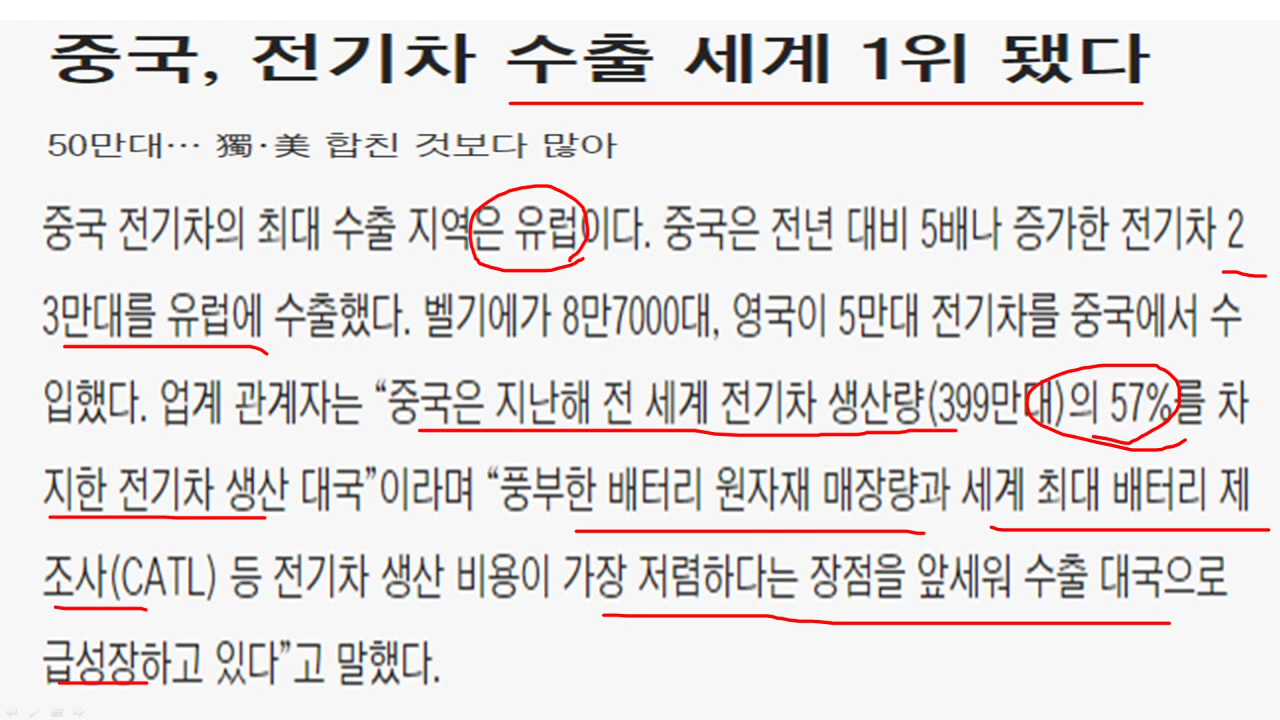 중국, 전기차 수출 세계 1위 됐다
50만대… 獨·美 합친 것보다 많아
중국 전기차의 최대 수출 지역은 유럽이다. 중국은 전년 대비 5배나 증가한 전기차 2
3만대를 유럽에 수출했다. 벨기에가 8만7000대, 영국이 5만대 전기차를 중국에서 수
입했다. 업계 관계자는 “중국은 지난해 전 세계 전기차 생산량(399만대)의 57%를 차
지한 전기차 생산 대국”이라며 “풍부한 배터리 원자재 매장량과 세계 최대 배터리 제
조사(CATL) 등 전기차 생산 비용이 가장 저렴하다는 장점을 앞세워 수출 대국으로
급성장하고 있다”고 말했다.